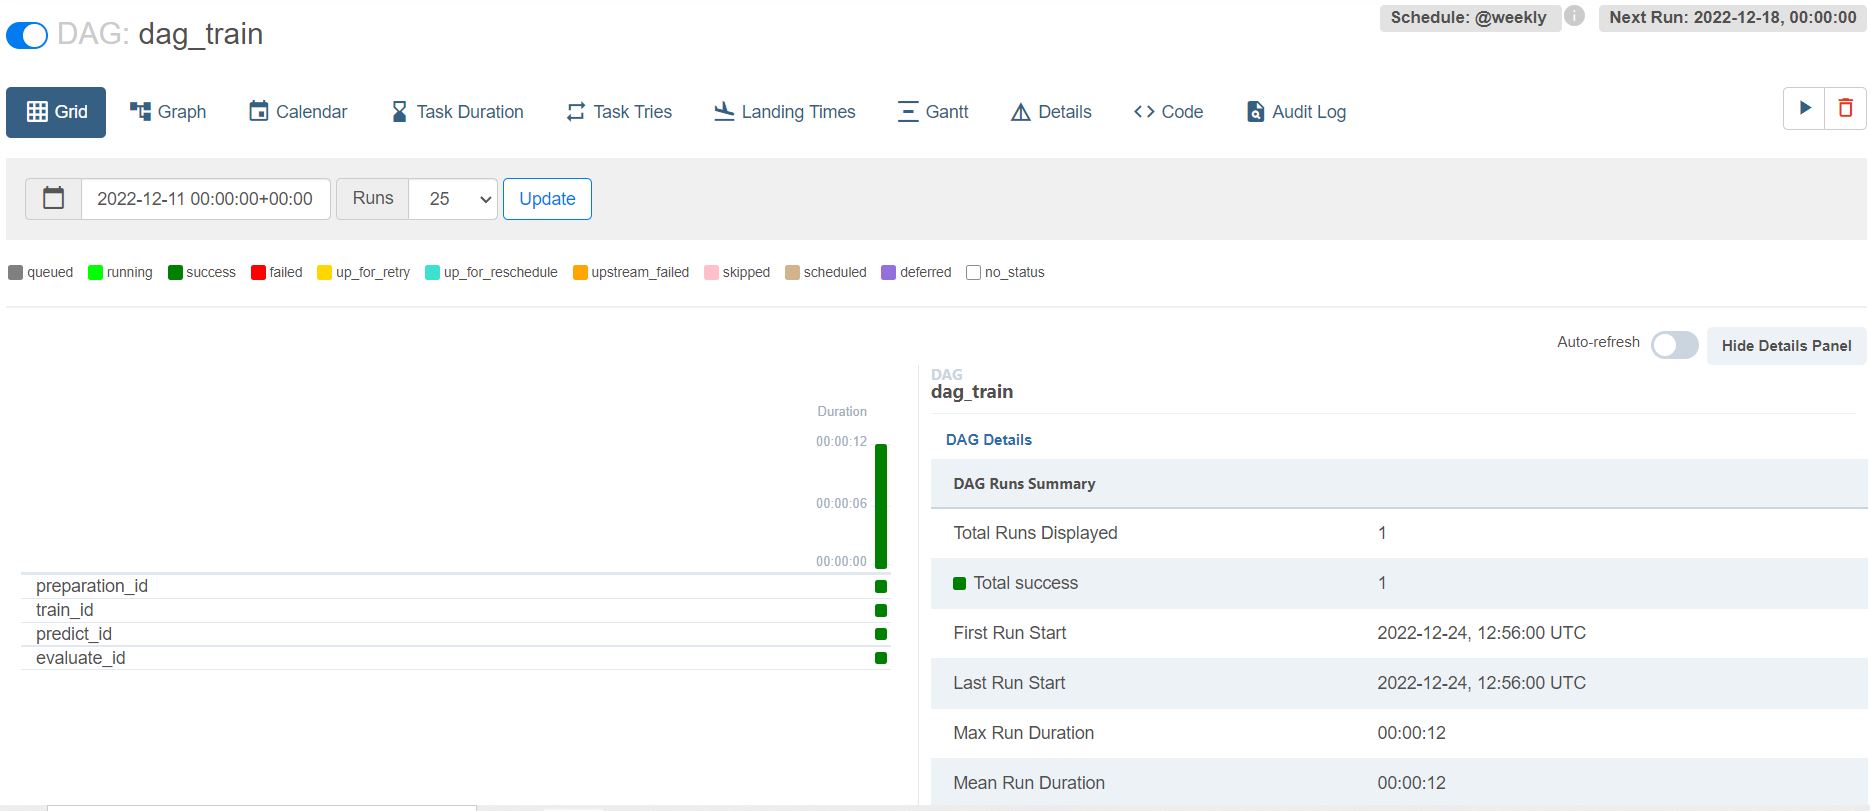 DAG: dag_train
Schedule: @weekly
Next Run: 2022-12-18, 00:00:00
Grid
Graph
Calendar
Task Duration
Task Tries
Landing Times
Gantt
Details
Code
Audit Log
2022-12-11 00:00:00+00:00
Runs
25
Update
queued
running
success
failed
up_for_retry
up_for_reschedule
upstream_failed
skipped
scheduled
deferred
no_status
Auto-refresh
Hide Details Panel
Duration
00:00:12
00:00:06
00:00:00
preparation_id
train_id
predict_id
evaluate_id
DAG
dag_train
DAG Details
DAG Runs Summary
Total Runs Displayed 1
Total success 1
First Run Start 2022-12-24, 12:56:00 UTC
Last Run Start 2022-12-24, 12:56:00 UTC
Max Run Duration 00:00:12
Mean Run Duration 00:00:12